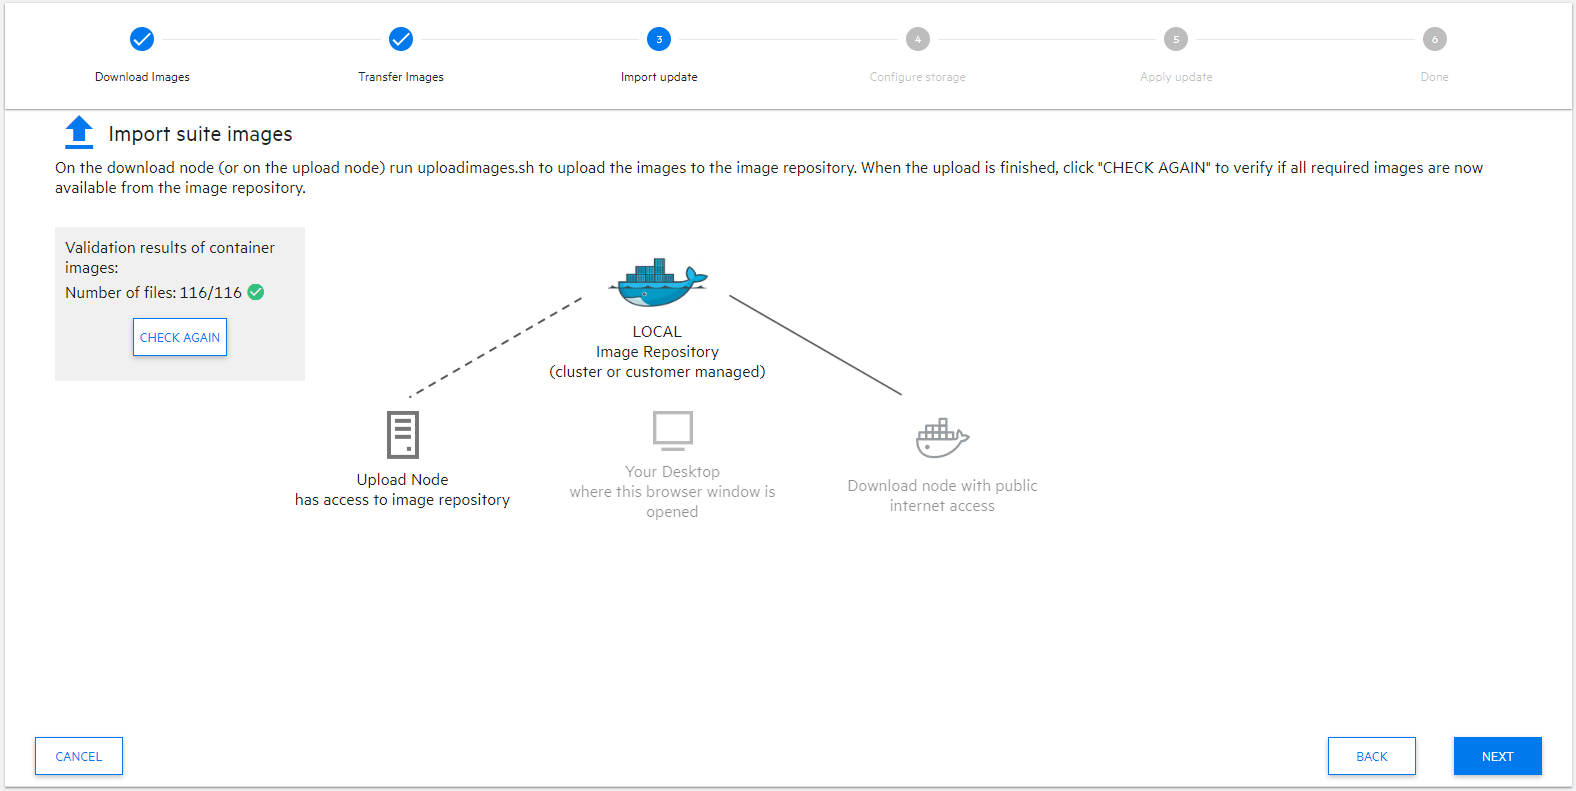 3
4
5
6
Download Images
Transfer Images
Import update
Configure storage
Apply update
Done
Import suite images
On the download node (or on the upload node) run uploadimages.sh to upload the images to the image repository. When the upload is finished, click "CHECK AGAIN" to verify if all required images are now
available from the image repository.
Validation results of container
images:
Number of files: 116/116
CHECK AGAIN
LOCAL
Image Repository
(cluster or customer managed)
Upload Node
has access to image repository
Your Desktop
where this browser window is
opened
Download node with public
internet access
CANCEL
BACK
NEXT